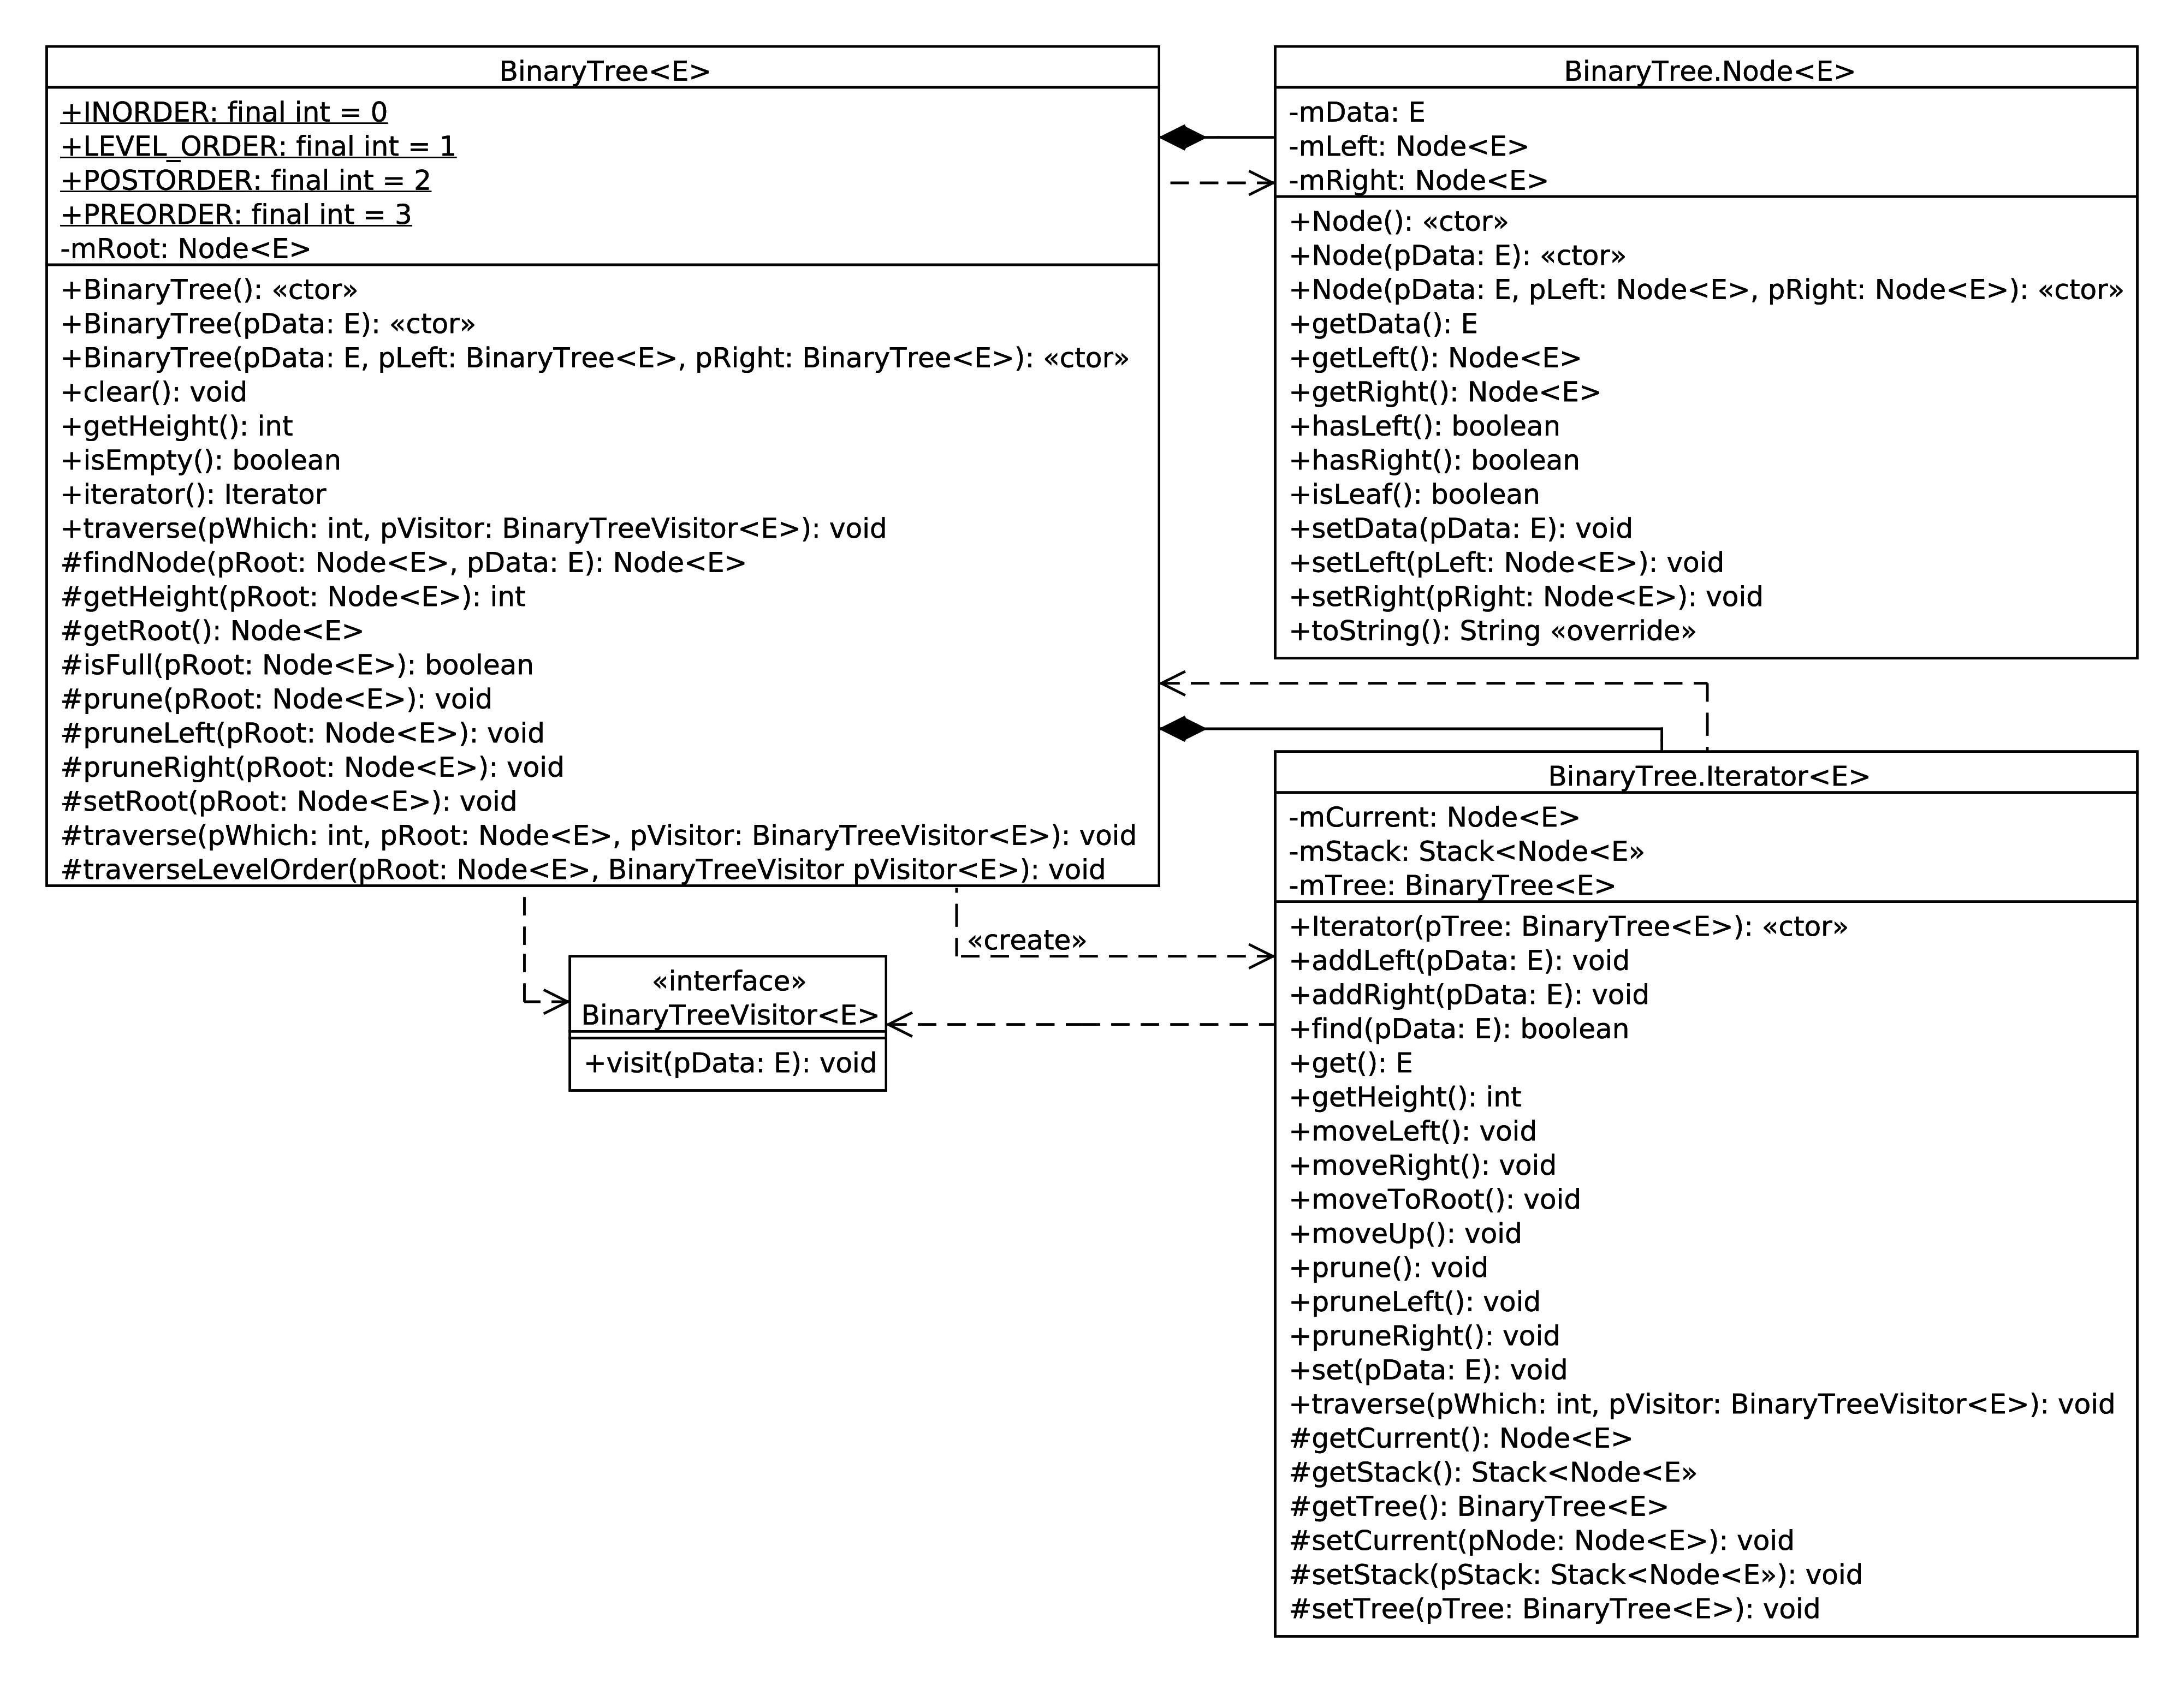 BinaryTree<E>
+INORDER: final int = 0
+LEVEL_ORDER: final int = 1
+POSTORDER: final int = 2
+PREORDER: final int = 3
-mRoot: Node<E>
+BinaryTree(): «ctor»
+BinaryTree(pData: E): «ctor»
+BinaryTree(pData: E, pLeft: BinaryTree<E>, pRight: BinaryTree<E>): «ctor»
+clear(): void
+getHeight(): int
+isEmpty(): boolean
+iterator(): Iterator
+traverse(pWhich: int, pVisitor: BinaryTreeVisitor<E>): void
#findNode(pRoot: Node<E>, pData: E): Node<E>
#getHeight(pRoot: Node<E>): int
#getRoot(): Node<E>
#isFull(pRoot: Node<E>): boolean
#prune(pRoot: Node<E>): void
#pruneLeft(pRoot: Node<E>): void
#pruneRight(pRoot: Node<E>): void
#setRoot(pRoot: Node<E>): void
#traverse(pWhich: int, pRoot: Node<E>, pVisitor: BinaryTreeVisitor<E>): void
#traverseLevelOrder(pRoot: Node<E>, BinaryTreeVisitor pVisitor<E>): void
BinaryTree.Node<E>
-mData: E
-mLeft: Node<E>
-mRight: Node<E>
+Node(): «ctor»
+Node(pData: E): «ctor»
+Node(pData: E, pLeft: Node<E>, pRight: Node<E>): «ctor»
+getData(): E
+getLeft(): Node<E>
+getRight(): Node<E>
+hasLeft(): boolean
+hasRight(): boolean
+isLeaf(): boolean
+setData(pData: E): void
+setLeft(pLeft: Node<E>): void
+setRight(pRight: Node<E>): void
+toString(): String «override»
«create»
«interface»
BinaryTreeVisitor<E>
+visit(pData: E): void
BinaryTree.Iterator<E>
-mCurrent: Node<E>
-mStack: Stack<Node<E»
-mTree: BinaryTree<E>
+Iterator(pTree: BinaryTree<E>): «ctor»
+addLeft(pData: E): void
+addRight(pData: E): void
+find(pData: E): boolean
+get(): E
+getHeight(): int
+moveLeft(): void
+moveRight(): void
+moveToRoot(): void
+moveUp(): void
+prune(): void
+pruneLeft(): void
+pruneRight(): void
+set(pData: E): void
+traverse(pWhich: int, pVisitor: BinaryTreeVisitor<E>): void
#getCurrent(): Node<E>
#getStack(): Stack<Node<E»
#getTree(): BinaryTree<E>
#setCurrent(pNode: Node<E>): void
#setStack(pStack: Stack<Node<E»): void
#setTree(pTree: BinaryTree<E>): void